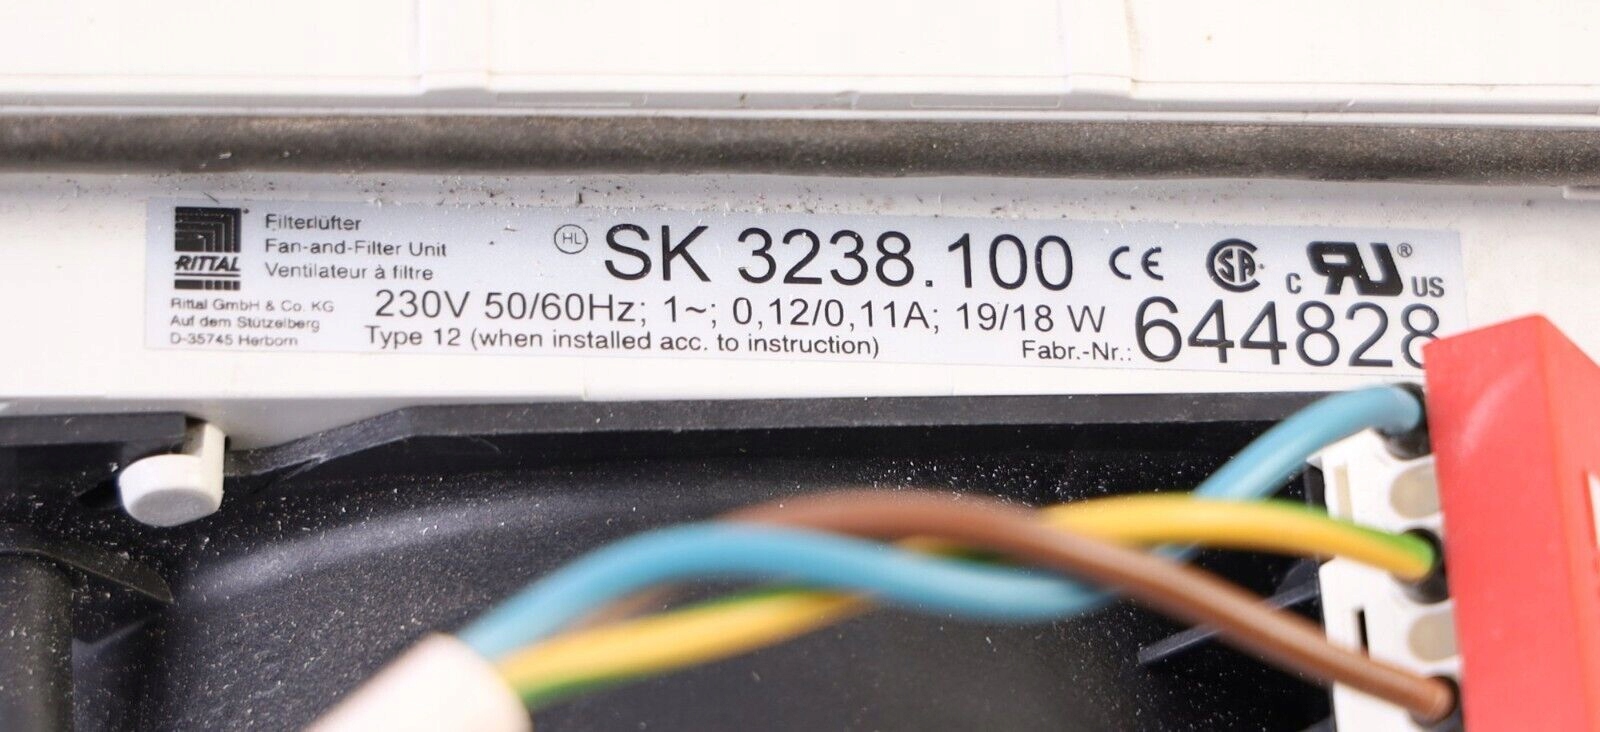 RITTAL
Filterlüfter
Fan-and-Filter Unit
Ventilateur à filtre
Rittal GmbH & Co. KG
Auf dem Stützelberg
D-35745 Herborn
HL SK 3238.100 CE SA c RU ® US
230V 50/60Hz; 1~; 0,12/0,11A; 19/18 W
Type 12 (when installed acc. to instruction)
Fabr.-Nr.: 644828